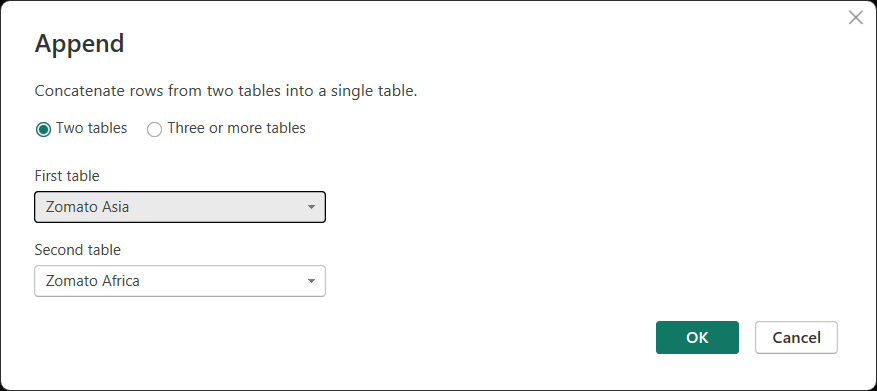 Append
Concatenate rows from two tables into a single table.
Two tables Three or more tables
First table
Zomato Asia
Second table
Zomato Africa
OK Cancel